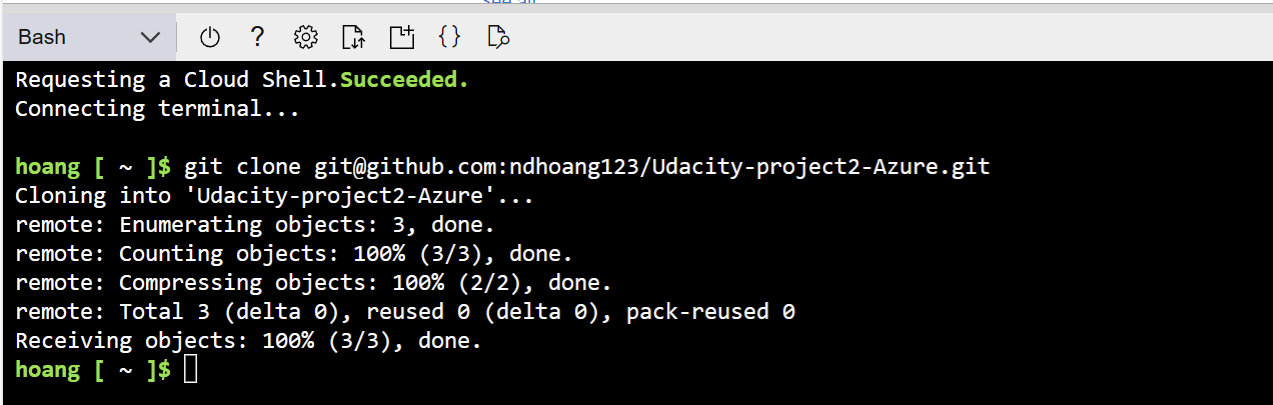 See all
Bash
?
{}
Requesting a Cloud Shell.Succeeded.
Connecting terminal...
hoang [ ~ ]$ git clone git@github.com:ndhoang123/Udacity-project2-Azure.git
Cloning into 'Udacity-project2-Azure'...
remote: Enumerating objects: 3, done.
remote: Counting objects: 100% (3/3), done.
remote: Compressing objects: 100% (2/2), done.
remote: Total 3 (delta 0), reused 0 (delta 0), pack-reused 0
Receiving objects: 100% (3/3), done.
hoang [ ~ ]$